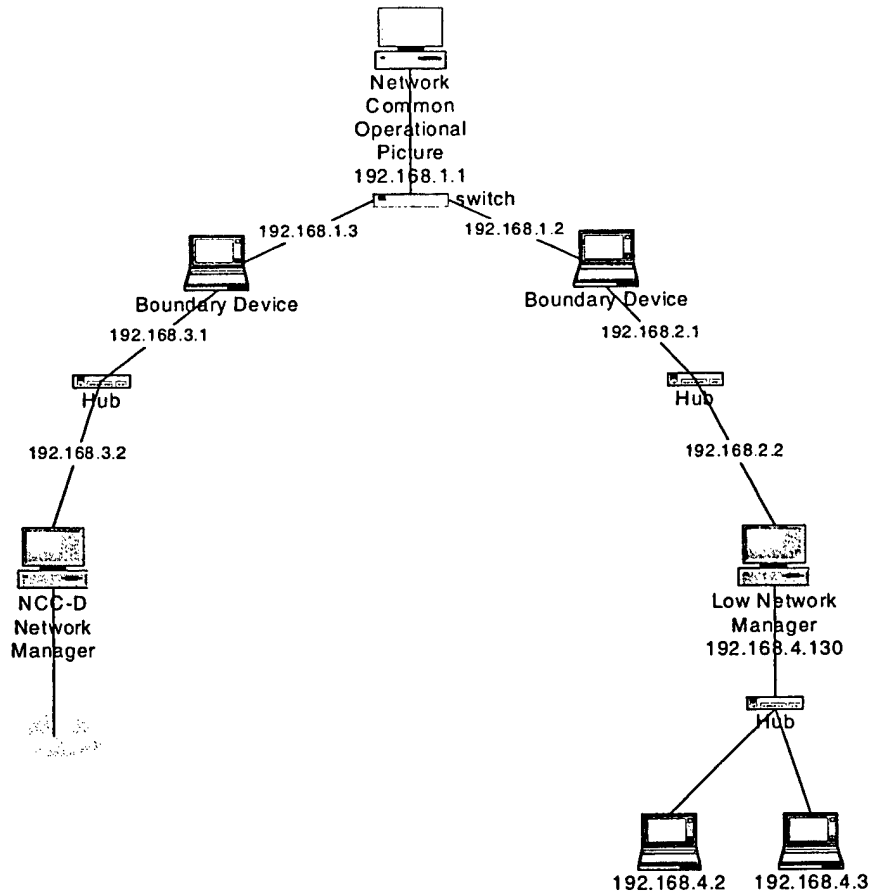 Network
Common
Operational
Picture
192.168.1.1
switch
192.168.1.3
192.168.1.2
Boundary Device
Boundary Device
192.168.3.1
192.168.2.1
Hub
Hub
192.168.3.2
192.168.2.2
NCC-D
Network
Manager
Low Network
Manager
192.168.4.130
Hub
192.168.4.2
192.168.4.3